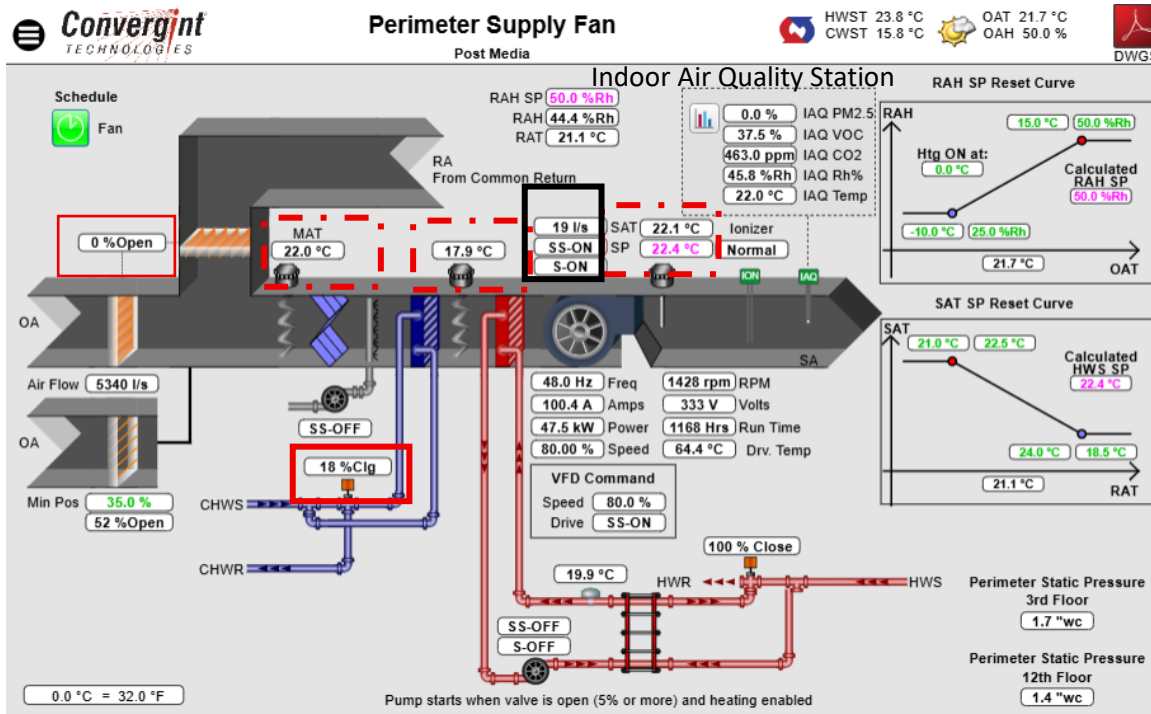 Convergint
TECHNOLOGIES
Perimeter Supply Fan
Post Media
HWST 23.8 °C
CWST 15.8 °C
OAT 21.7 °C
OAH 50.0 %
DWGS
Indoor Air Quality Station
Schedule
Fan
RAH SP 50.0 %Rh
RAH 44.4 %Rh
RAT 21.1 °C
RA
From Common Return
0.0 % IAQ PM2.5
37.5 % IAQ VOC
463.0 ppm IAQ CO2
45.8 %Rh IAQ Rh%
22.0 °C IAQ Temp
RAH SP Reset Curve
RAH
15.0 °C 50.0 %Rh
Htg ON at:
0.0 °C
Calculated
RAH SP
50.0 %Rh
-10.0 °C 25.0 %Rh
21.7 °C
OAT
0 %Open
MAT
22.0 °C
17.9 °C
19 l/s
SS-ON
S-ON
SAT 22.1 °C
SP 22.4 °C
Ionizer
Normal
ION
IAQ
OA
SA
Air Flow 5340 l/s
OA
Min Pos 35.0 %
52 %Open
SS-OFF
18 %Clg
CHWS
CHWR
48.0 Hz Freq 1428 rpm RPM
100.4 A Amps 333 V Volts
47.5 kW Power 1168 Hrs Run Time
80.00 % Speed 64.4 °C Drv. Temp
VFD Command
Speed 80.0 %
Drive SS-ON
SAT SP Reset Curve
SAT
21.0 °C 22.5 °C
Calculated
HWS SP
22.4 °C
24.0 °C 18.5 °C
21.1 °C
RAT
100 % Close
19.9 °C
HWR
HWS
SS-OFF
S-OFF
Perimeter Static Pressure
3rd Floor
1.7 "wc
Perimeter Static Pressure
12th Floor
1.4 "wc
0.0 °C = 32.0 °F
Pump starts when valve is open (5% or more) and heating enabled